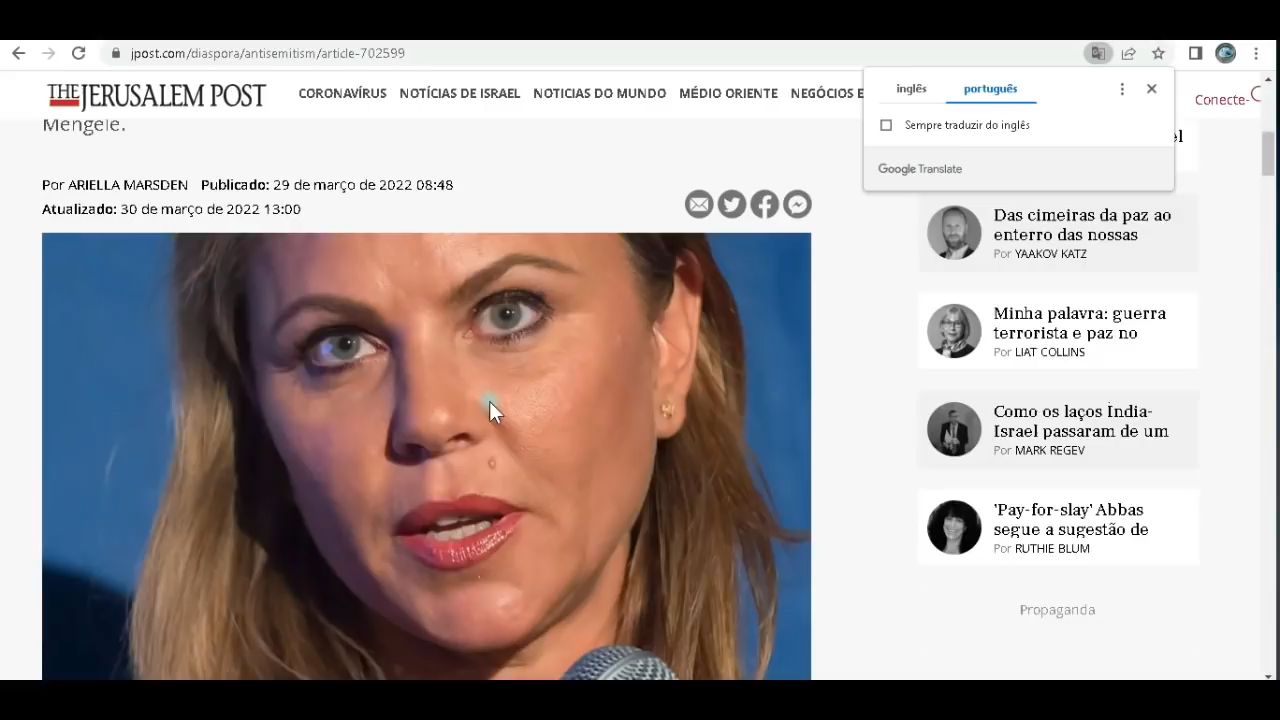 jpost.com/diaspora/antisemitism/article-702599
inglês português
Sempre traduzir do inglês
Google Translate
THE JERUSALEM POST
CORONAVÍRUS NOTÍCIAS DE ISRAEL NOTICIAS DO MUNDO MÉDIO ORIENTE NEGÓCIOS E
Conecte-
Mengele.
Por ARIELLA MARSDEN Publicado: 29 de março de 2022 08:48
Atualizado: 30 de março de 2022 13:00
Das cimeiras da paz ao
enterro das nossas
Por YAAKOV KATZ
Minha palavra: guerra
terrorista e paz no
Por LIAT COLLINS
Como os laços Índia-
Israel passaram de um
Por MARK REGEV
'Pay-for-slay' Abbas
segue a sugestão de
Por RUTHIE BLUM
Propaganda